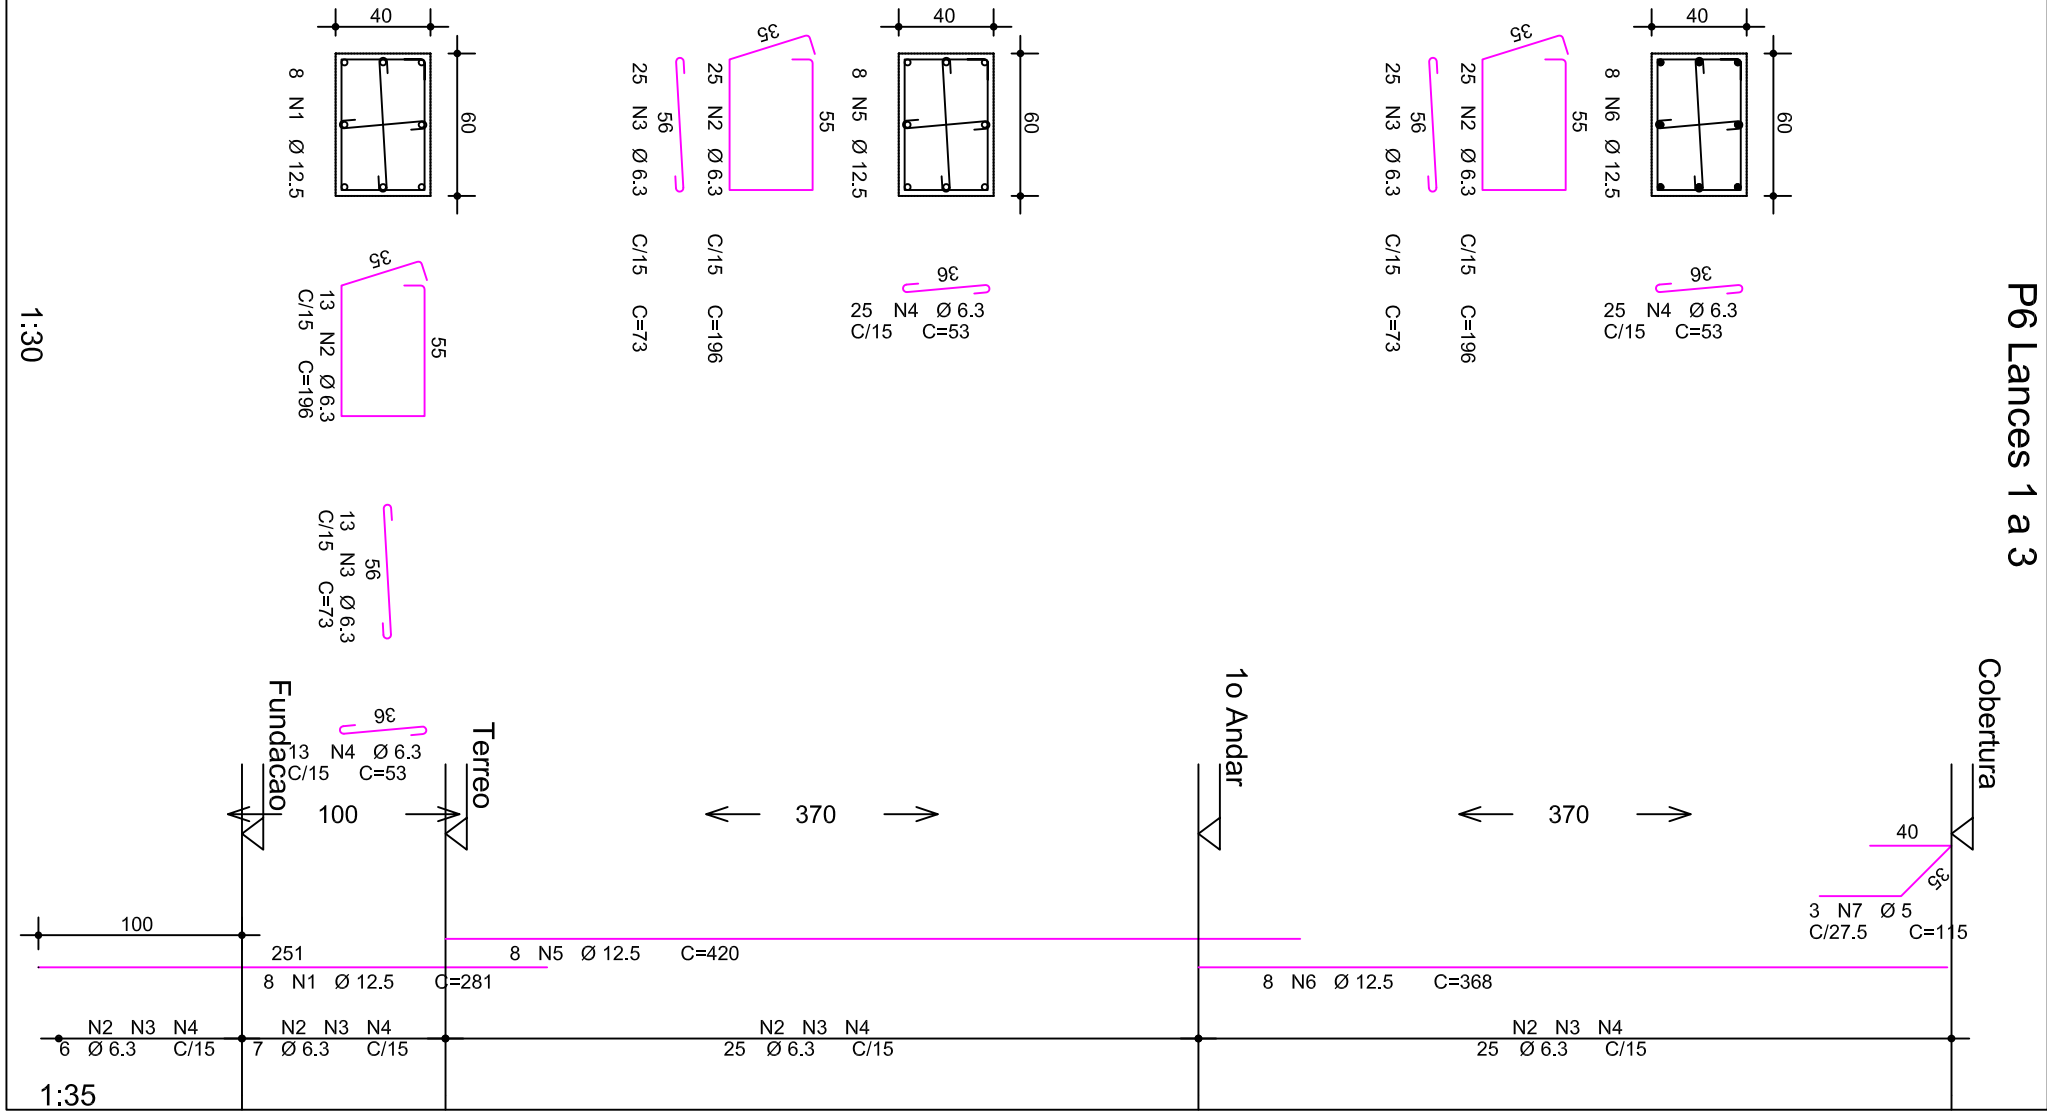 P6 Lances 1 a 3
40
60
8 N1 Ø 12.5
35
55
13 N2 Ø 6.3
C/15 C=196
56
13 N3 Ø 6.3
C/15 C=73
36
13 N4 Ø 6.3
C/15 C=53
40
60
8 N5 Ø 12.5
35
55
25 N2 Ø 6.3 C/15 C=196
56
25 N3 Ø 6.3 C/15 C=73
36
25 N4 Ø 6.3
C/15 C=53
40
60
8 N6 Ø 12.5
35
55
25 N2 Ø 6.3 C/15 C=196
56
25 N3 Ø 6.3 C/15 C=73
36
25 N4 Ø 6.3
C/15 C=53
1:30
Fundacao
Terreo
1o Andar
Cobertura
100
370
370
40
35
3 N7 Ø 5
C/27.5 C=115
100
251
8 N1 Ø 12.5 C=281
8 N5 Ø 12.5 C=420
8 N6 Ø 12.5 C=368
N2 N3 N4
6 Ø 6.3 C/15
N2 N3 N4
7 Ø 6.3 C/15
N2 N3 N4
25 Ø 6.3 C/15
N2 N3 N4
25 Ø 6.3 C/15
1:35